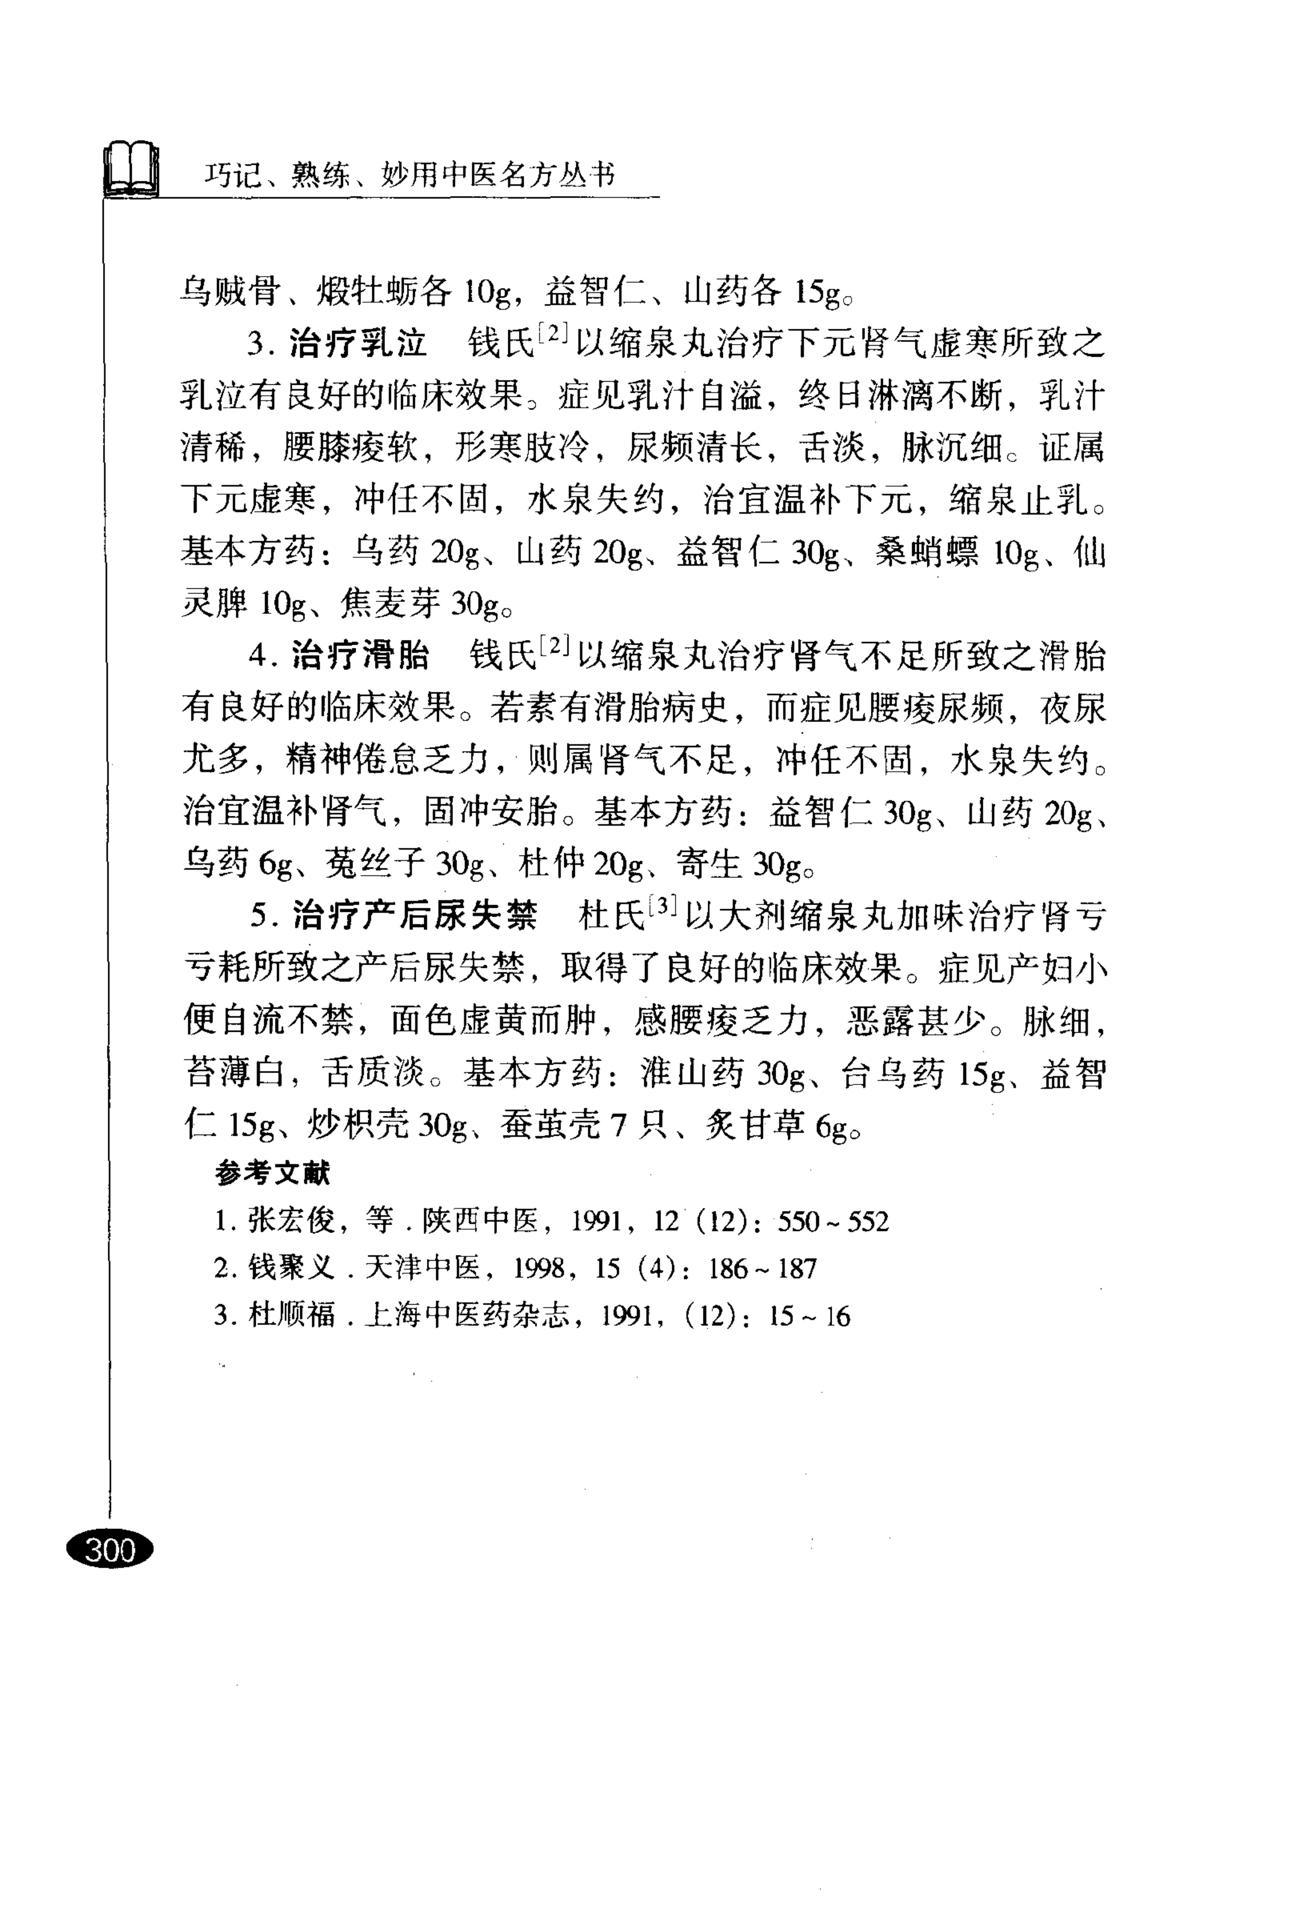 巧记、熟练、妙用中医名方丛书
乌贼骨、煅牡蛎各 10g，益智仁、山药各 15g。
3. 治疗乳泣　钱氏[2]以缩泉丸治疗下元肾气虚寒所致之
乳泣有良好的临床效果。症见乳汁自溢，终日淋漓不断，乳汁
清稀，腰膝痠软，形寒肢冷，尿频清长，舌淡，脉沉细。证属
下元虚寒，冲任不固，水泉失约，治宜温补下元，缩泉止乳。
基本方药：乌药 20g、山药 20g、益智仁 30g、桑蛸螵 10g、仙
灵脾 10g、焦麦芽 30g。
4. 治疗滑胎　钱氏[2]以缩泉丸治疗肾气不足所致之滑胎
有良好的临床效果。若素有滑胎病史，而症见腰痠尿频，夜尿
尤多，精神倦怠乏力，则属肾气不足，冲任不固，水泉失约。
治宜温补肾气，固冲安胎。基本方药：益智仁 30g、山药 20g、
乌药 6g、菟丝子 30g、杜仲 20g、寄生 30g。
5. 治疗产后尿失禁　杜氏[3]以大剂缩泉丸加味治疗肾亏
亏耗所致之产后尿失禁，取得了良好的临床效果。症见产妇小
便自流不禁，面色虚黄而肿，感腰痠乏力，恶露甚少。脉细，
苔薄白，舌质淡。基本方药：淮山药 30g、台乌药 15g、益智
仁 15g、炒枳壳 30g、蚕茧壳 7 只、炙甘草 6g。
参考文献
1. 张宏俊，等．陕西中医，1991，12（12）：550～552
2. 钱聚义．天津中医，1998，15（4）：186～187
3. 杜顺福．上海中医药杂志，1991，（12）：15～16
300